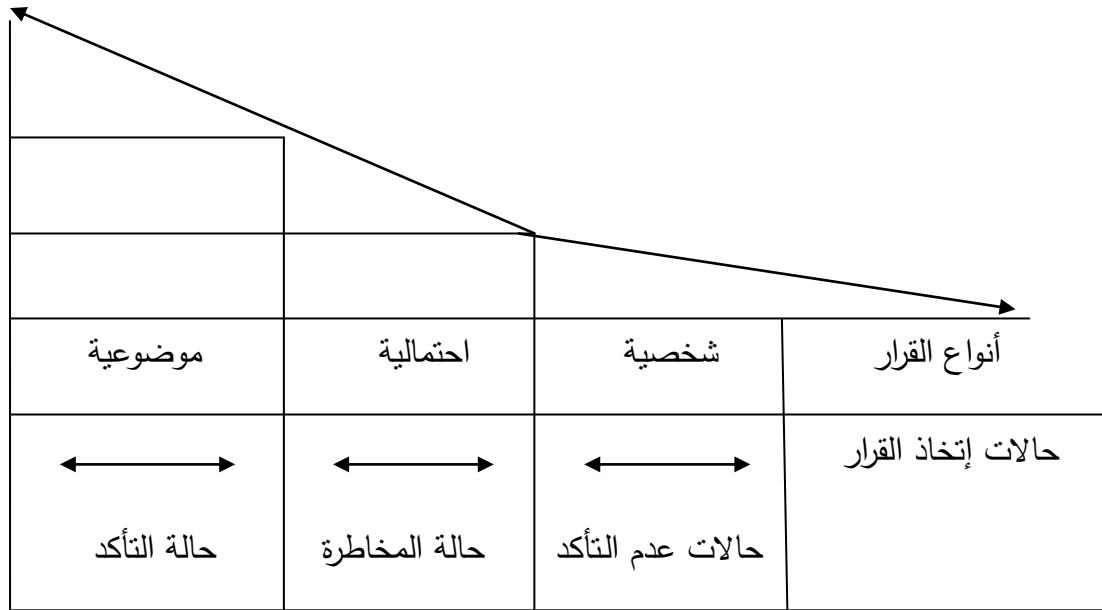 أنواع القرار
شخصية
احتمالية
موضوعية
حالات إتخاذ القرار
حالات عدم التأكد
حالة المخاطرة
حالة التأكد